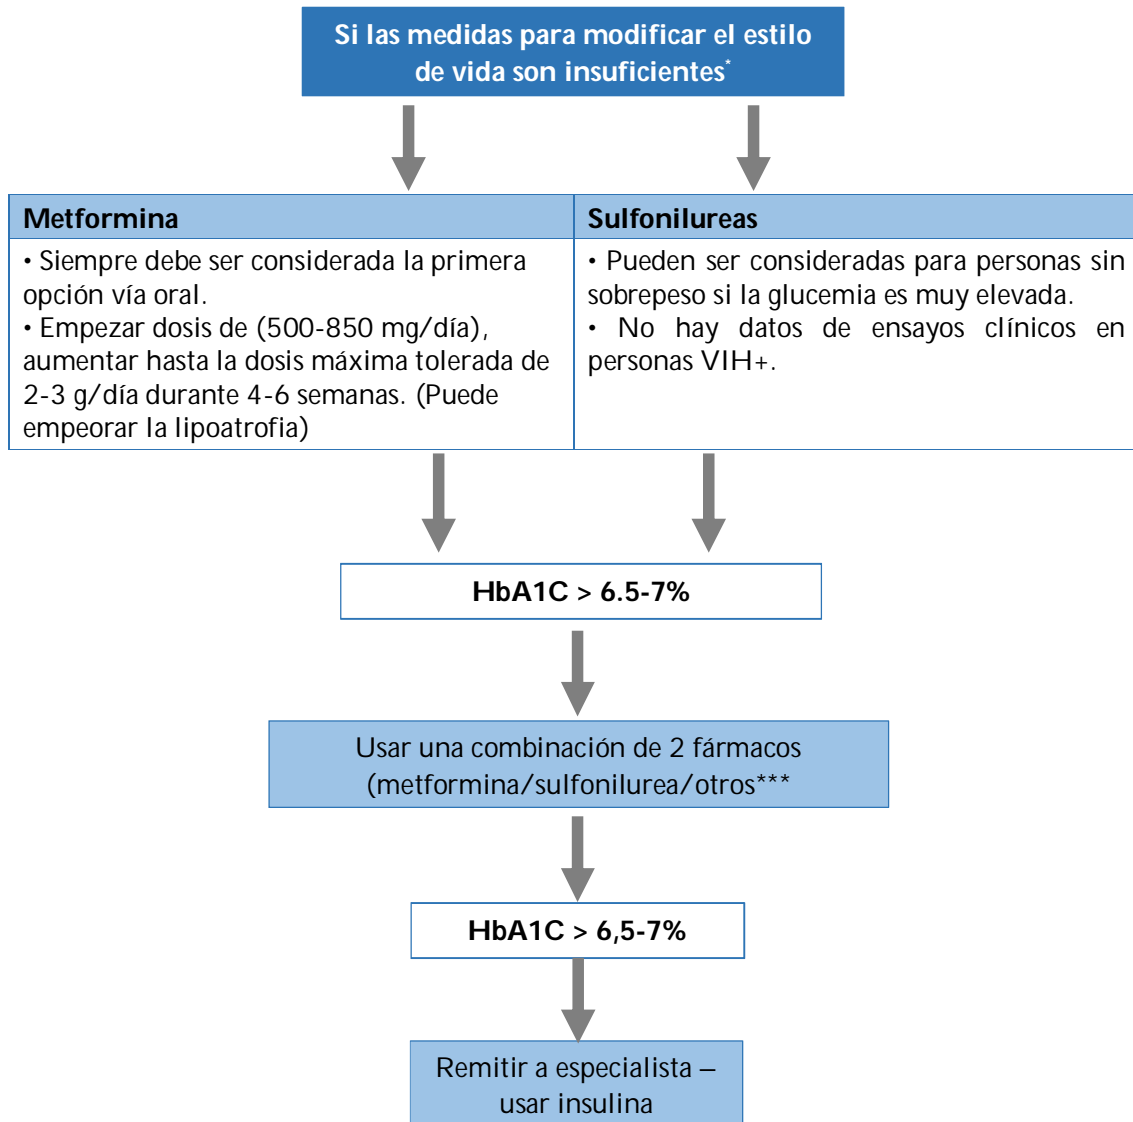 Si las medidas para modificar el estilo
de vida son insuficientes*
Metformina
• Siempre debe ser considerada la primera
opción vía oral.
• Empezar dosis de (500-850 mg/día),
aumentar hasta la dosis máxima tolerada de
2-3 g/día durante 4-6 semanas. (Puede
empeorar la lipoatrofia)
Sulfonilureas
• Pueden ser consideradas para personas sin
sobrepeso si la glucemia es muy elevada.
• No hay datos de ensayos clínicos en
personas VIH+.
HbA1C > 6.5-7%
Usar una combinación de 2 fármacos
(metformina/sulfonilurea/otros***
HbA1C > 6,5-7%
Remitir a especialista –
usar insulina